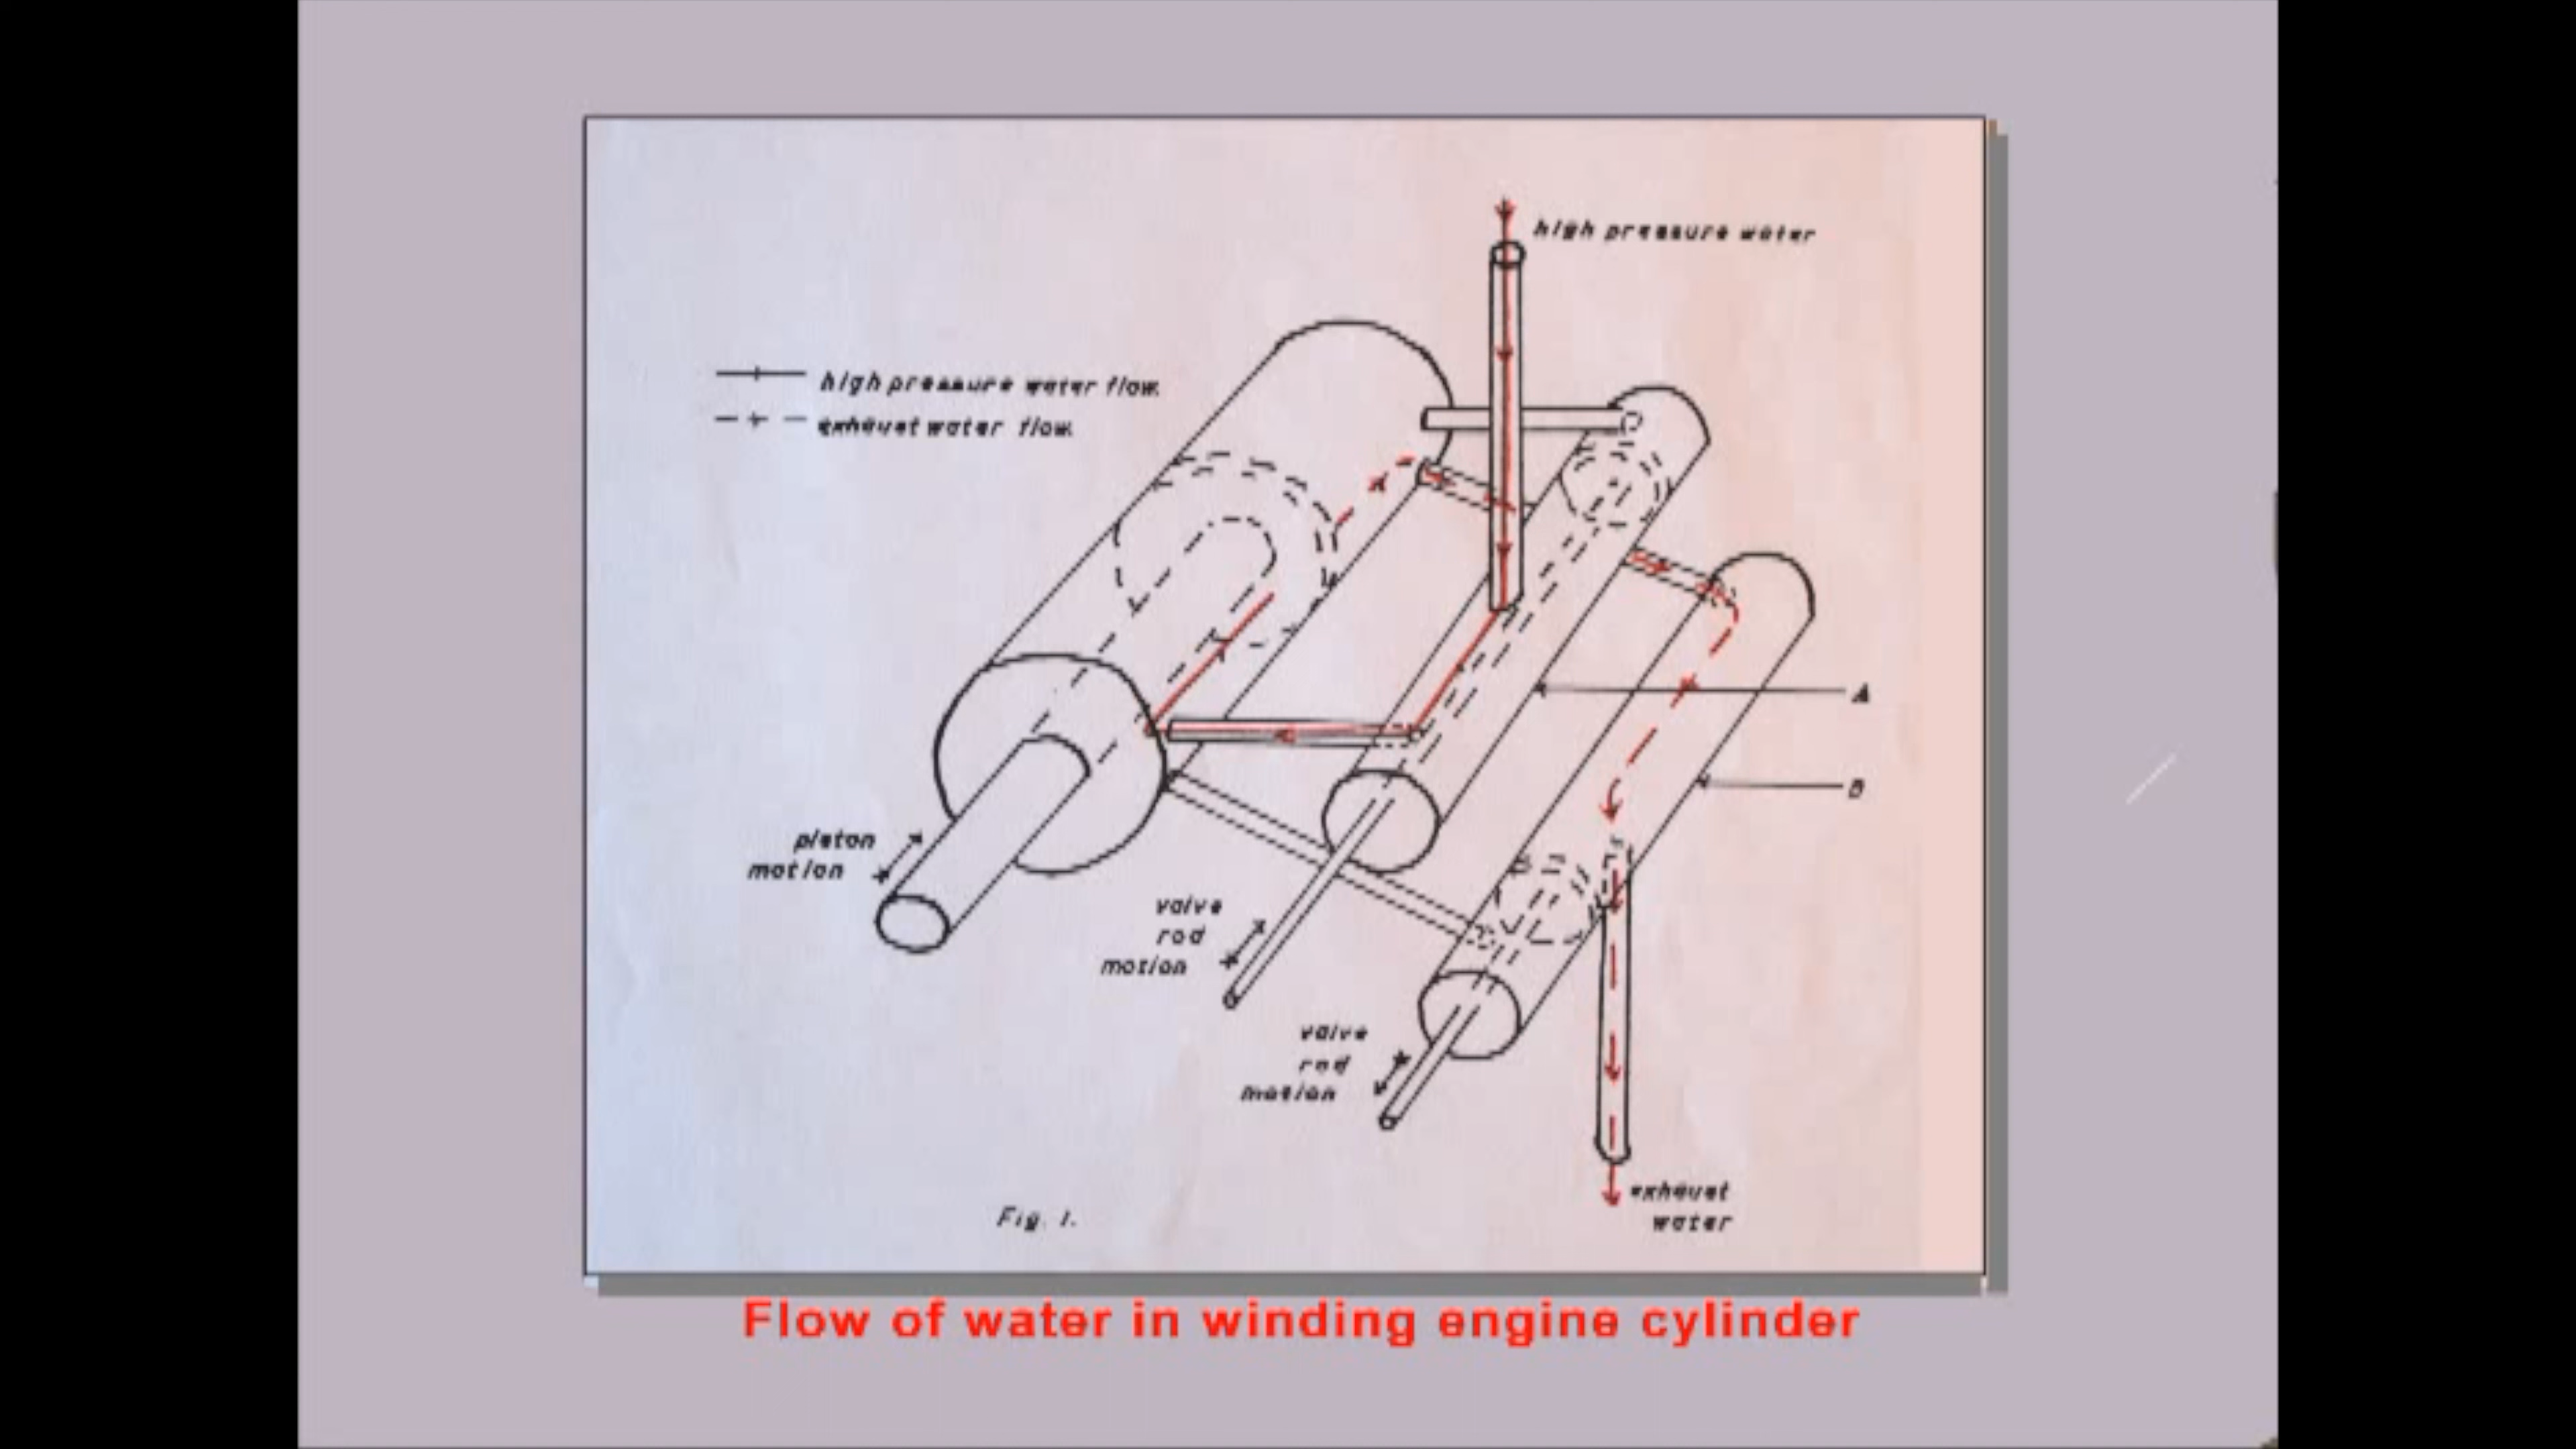 high pressure water
high pressure water flow.
exhaust water flow.
A
B
piston
motion
valve
rod
motion
valve
rod
motion
exhaust
water
Fig. 1.
Flow of water in winding engine cylinder